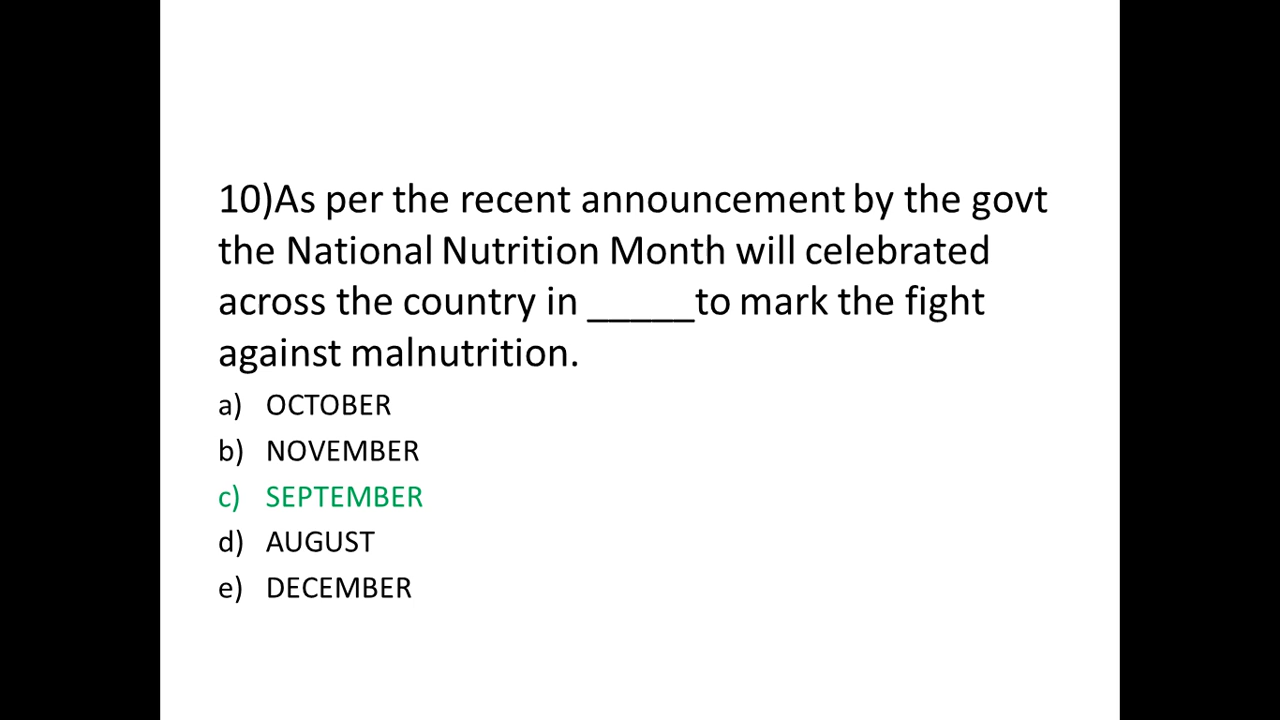 10)As per the recent announcement by the govt
the National Nutrition Month will celebrated
across the country in _____to mark the fight
against malnutrition.
a) OCTOBER
b) NOVEMBER
c) SEPTEMBER
d) AUGUST
e) DECEMBER